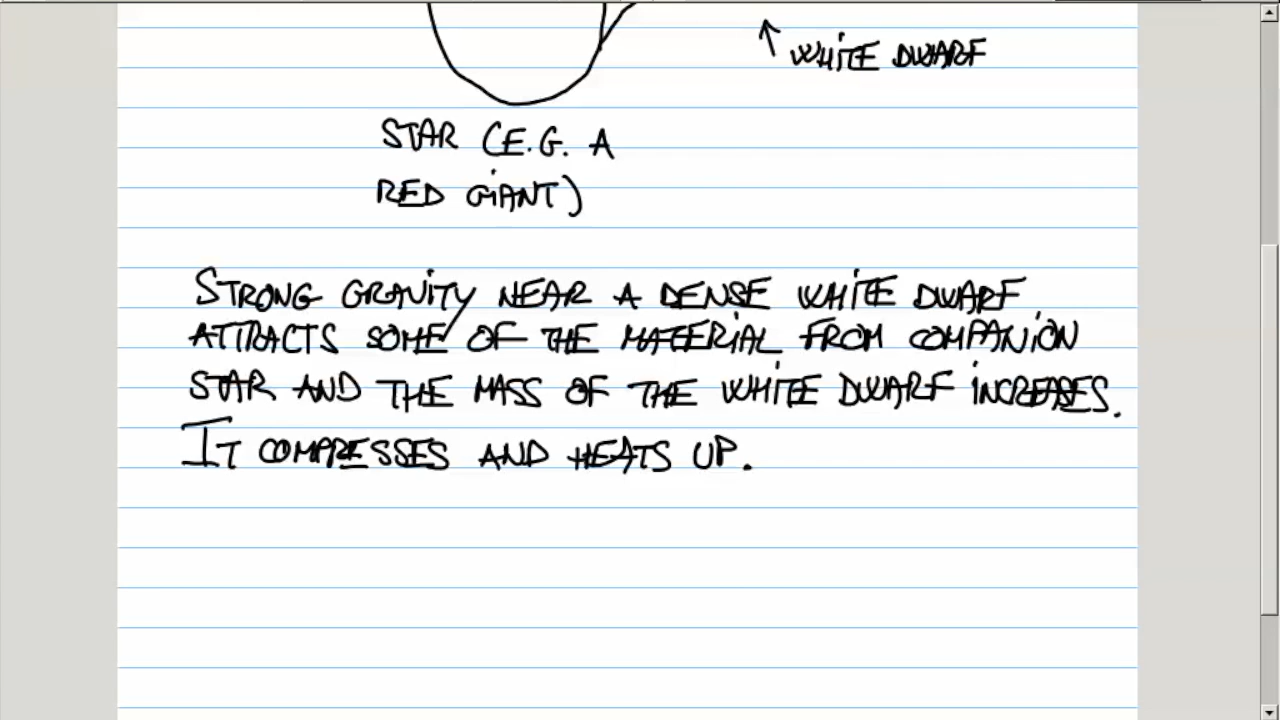 WHITE DWARF
STAR (E.G. A
RED GIANT)
STRONG GRAVITY NEAR A DENSE WHITE DWARF
ATTRACTS SOME OF THE MATERIAL FROM COMPANION
STAR AND THE MASS OF THE WHITE DWARF INCREASES.
IT COMPRESSES AND HEATS UP.